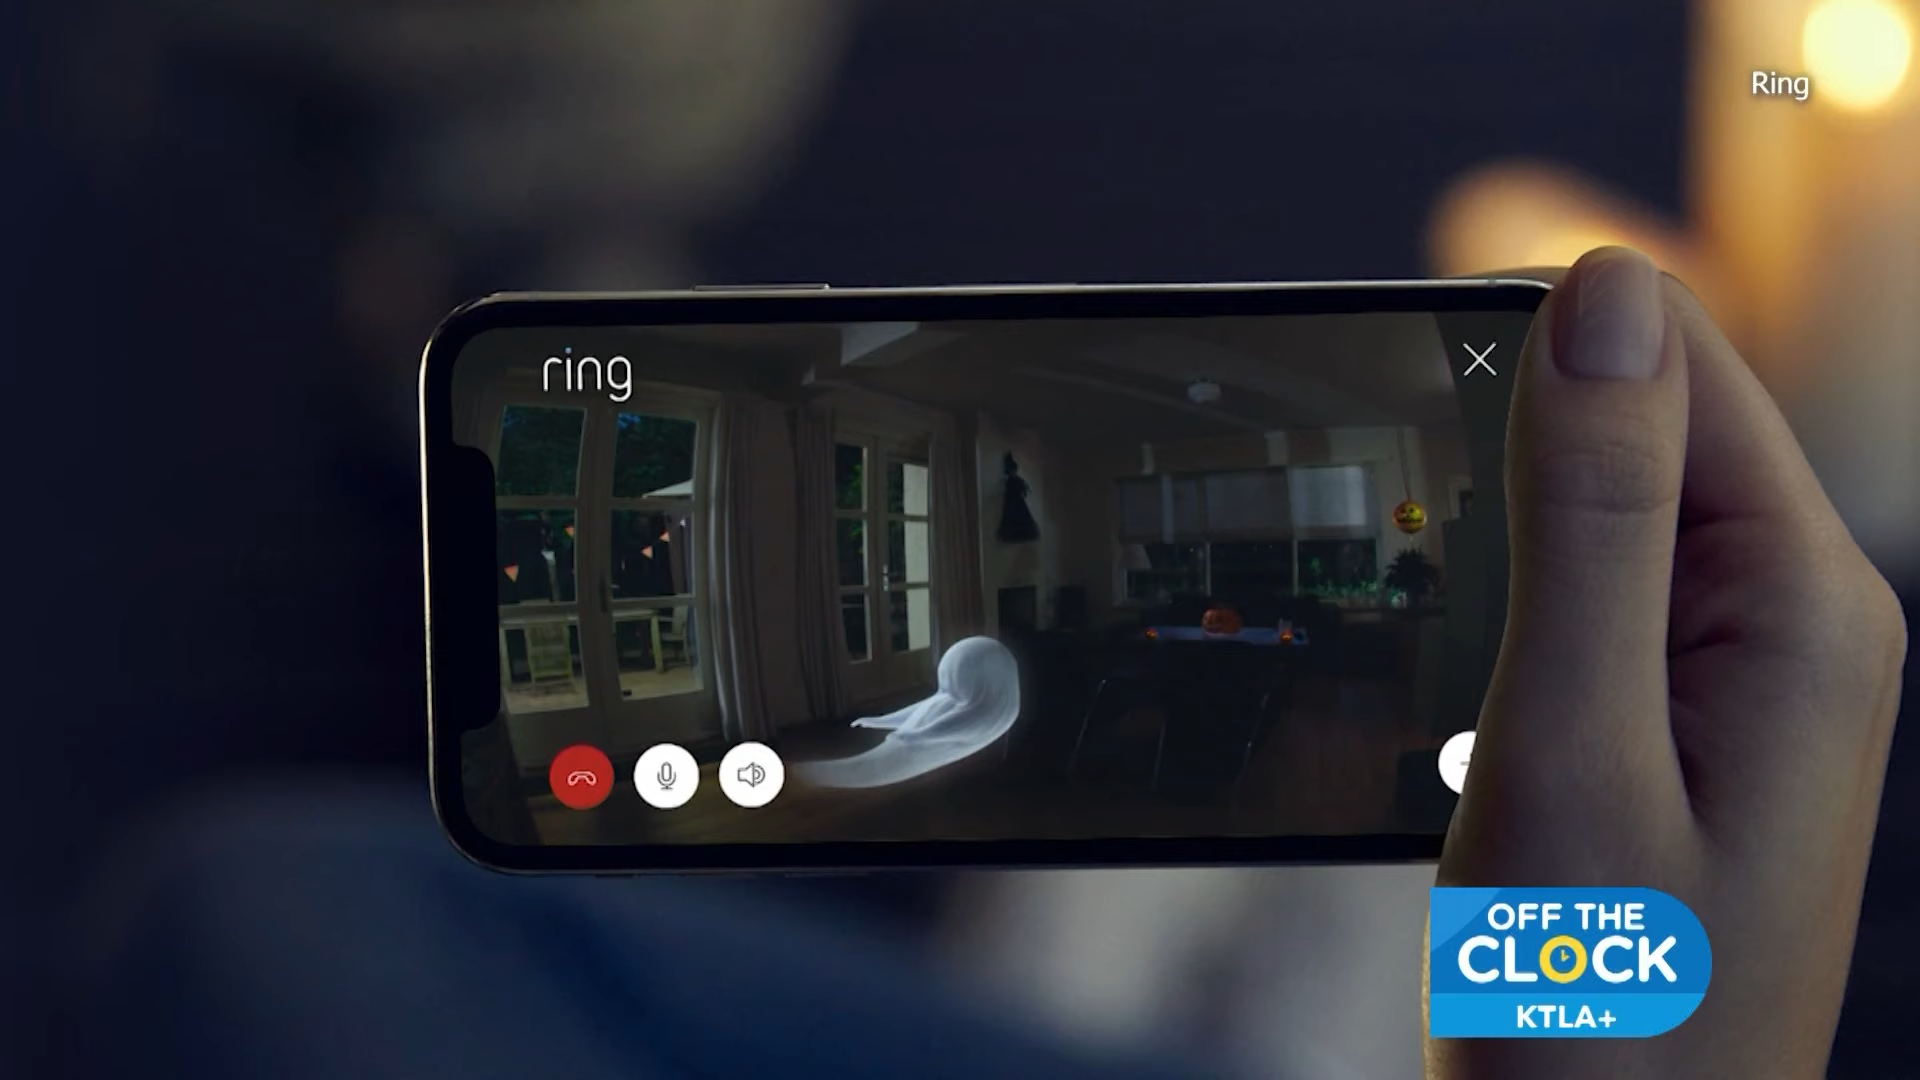 Ring
ring
OFF THE
CLOCK
KTLA+